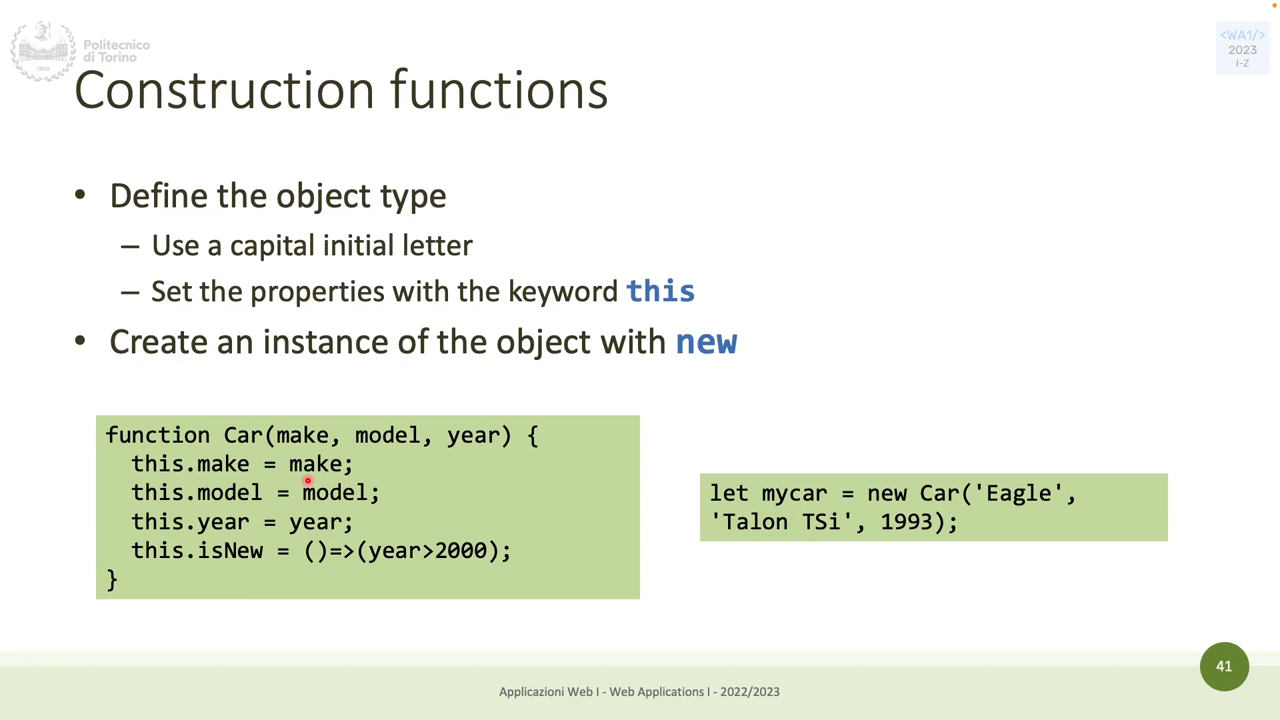 Politecnico
di Torino
1859
<WA1/>
2023
I-Z
Construction functions
• Define the object type
– Use a capital initial letter
– Set the properties with the keyword this
• Create an instance of the object with new
function Car(make, model, year) {
this.make = make;
this.model = model;
this.year = year;
this.isNew = ()=>(year>2000);
}
let mycar = new Car('Eagle',
'Talon TSi', 1993);
41
Applicazioni Web I - Web Applications I - 2022/2023